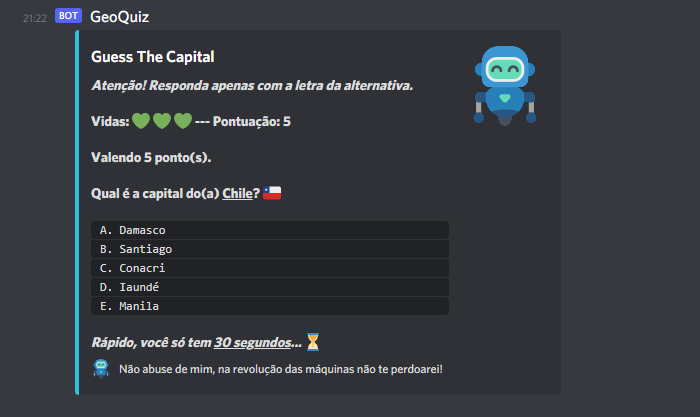 21:22 BOT GeoQuiz
Guess The Capital
Atenção! Responda apenas com a letra da alternativa.
Vidas: 💚 💚 💚 --- Pontuação: 5
Valendo 5 ponto(s).
Qual é a capital do(a) Chile? 🇨🇱
A. Damasco
B. Santiago
C. Conacri
D. Iaundé
E. Manila
Rápido, você só tem 30 segundos... ⏳
Não abuse de mim, na revolução das máquinas não te perdoarei!